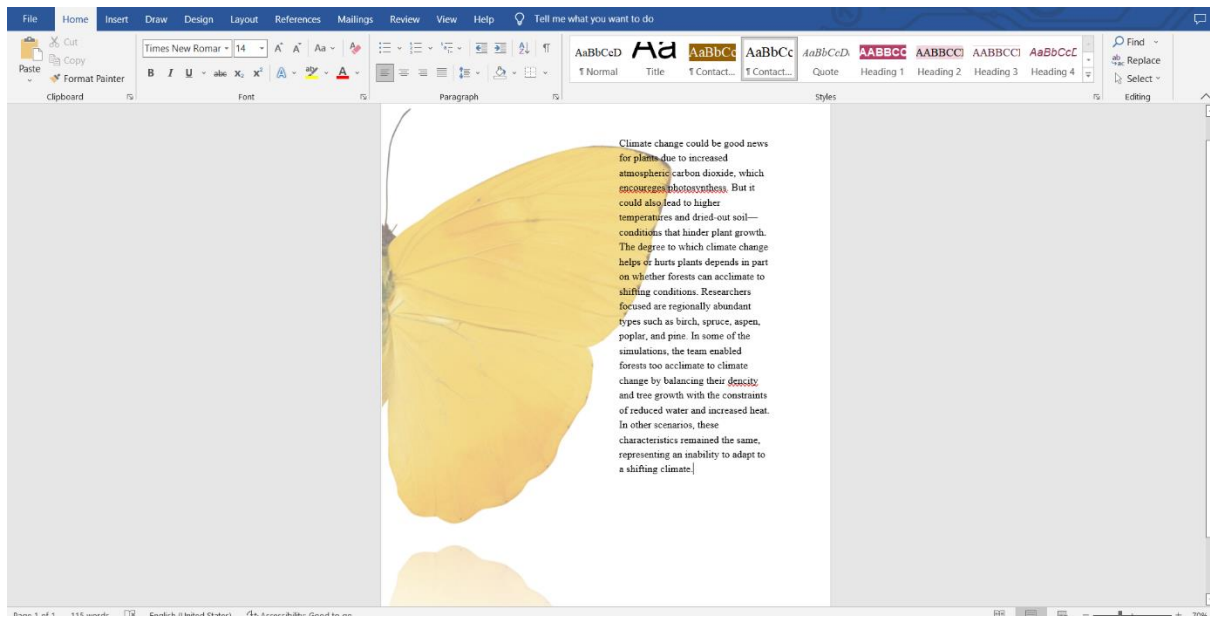 File Home Insert Draw Design Layout References Mailings Review View Help Tell me what you want to do
Cut
Copy
Paste
Format Painter
Clipboard
Times New Romar 14 A A Aa
B I U abc X₂ X² A aby A
Font
Paragraph
AaBbCcD AaBbCc AaBbCc AaBbCcD AABBCC AABBCC AABBCCI AaBbCcC
¶ Normal Title ¶ Contact... ¶ Contact... Quote Heading 1 Heading 2 Heading 3 Heading 4
Styles
Find
Replace
Select
Editing
Climate change could be good news
for plants due to increased
atmospheric carbon dioxide, which
encoureges photosynthess. But it
could also lead to higher
temperatures and dried-out soil—
conditions that hinder plant growth.
The degree to which climate change
helps or hurts plants depends in part
on whether forests can acclimate to
shifting conditions. Researchers
focused are regionally abundant
types such as birch, spruce, aspen,
poplar, and pine. In some of the
simulations, the team enabled
forests too acclimate to climate
change by balancing their dencity
and tree growth with the constraints
of reduced water and increased heat.
In other scenarios, these
characteristics remained the same,
representing an inability to adapt to
a shifting climate.
Page 1 of 1 115 words English (United States) Accessibility: Good to go 70%